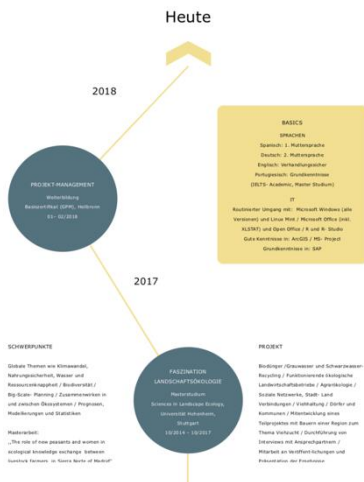 Heute
2018
BASICS
SPRACHEN
Spanisch: 1. Muttersprache
Deutsch: 2. Muttersprache
Englisch: Verhandlungssicher
Portugiesisch: Grundkenntnisse
(IELTS- Academic, Master Studium)
IT
Routinierter Umgang mit: Microsoft Windows (alle
Versionen) und Linux Mint / Microsoft Office (inkl.
XLSTAT) und Open Office / R und R- Studio
Gute Kenntnisse in: ArcGIS / MS- Project
Grundkenntnisse in: SAP
PROJEKT-MANAGEMENT
Weiterbildung
Basiszertifikat (GPM), Heilbronn
01- 02/2018
2017
SCHWERPUNKTE
Globale Themen wie Klimawandel,
Nahrungssicherheit, Wasser und
Ressourcenknappheit / Biodiversität /
Big-Scale- Planning / Zusammenwirken in
und zwischen Ökosystemen / Prognosen,
Modellierungen und Statistiken
Masterarbeit:
„The role of new peasants and women in
ecological knowledge exchange between
livestock farmers in Sierra Norte of Madrid"
FASZINATION
LANDSCHAFTSÖKOLOGIE
Masterstudium
Sciences in Landscape Ecology,
Universität Hohenheim,
Stuttgart
10/2014 - 10/2017
PROJEKT
Biodünger / Grauwasser und Schwarzwasser-
Recycling / Funktionierende ökologische
Landwirtschaftsbetriebe / Agrarökologie /
Soziale Netzwerke, Stadt- Land
Verbindungen / Viehhaltung / Dörfer und
Kommunen / Mitentwicklung eines
Teilprojektes mit Bauern einer Region zum
Thema Viehzucht / Durchführung von
Interviews mit Ansprechpartnern /
Mitarbeit an Veröffentlichungen und
Präsentation der Ergebnisse